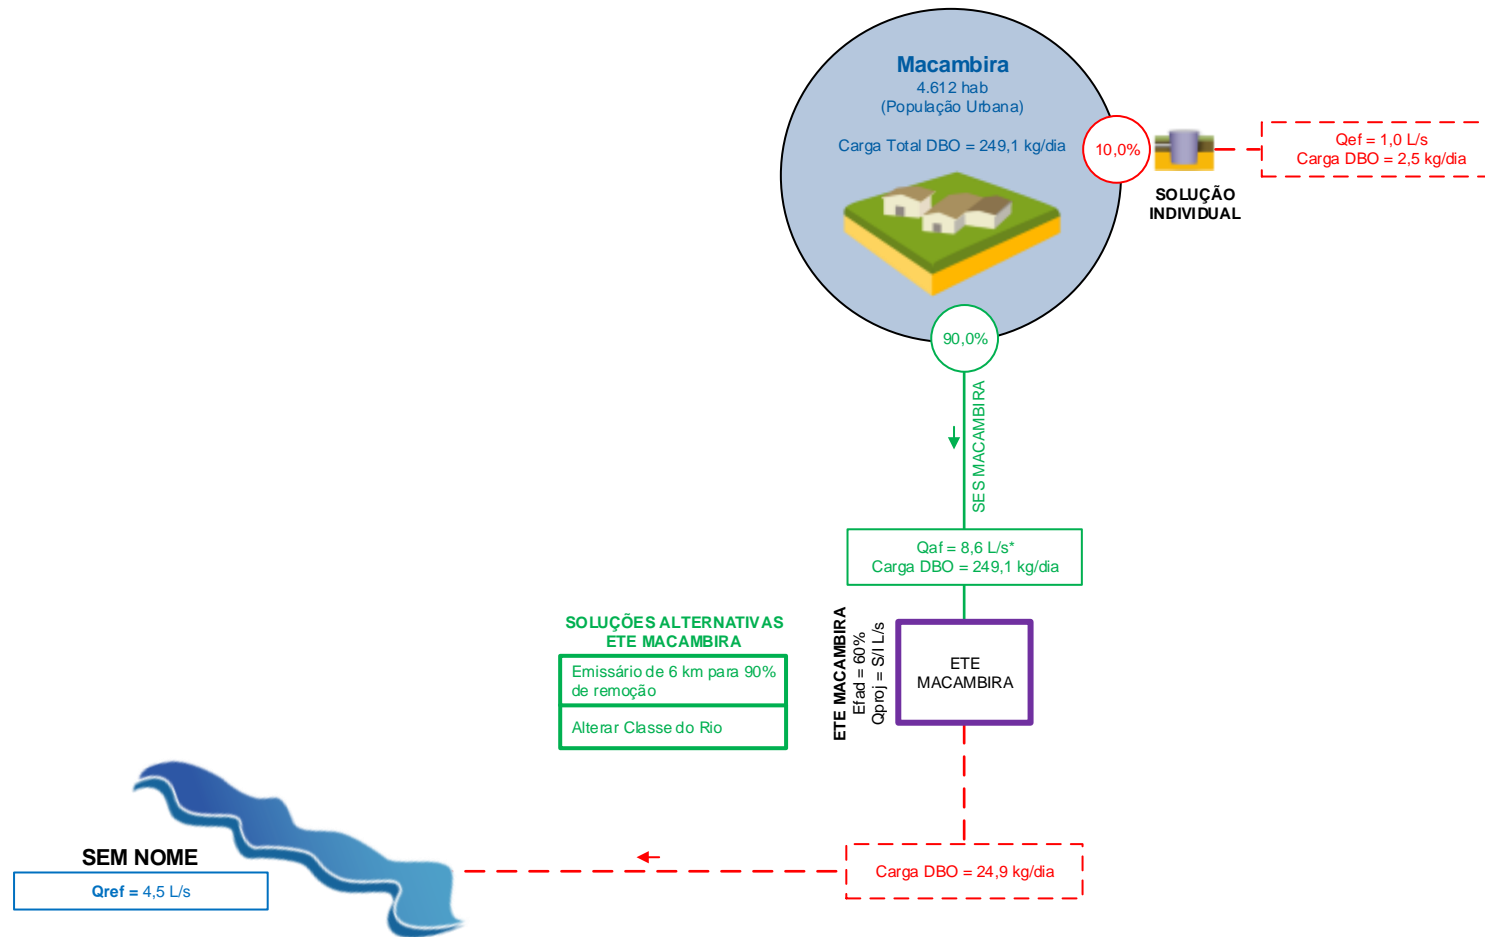 Macambira
4.612 hab
(População Urbana)
Carga Total DBO = 249,1 kg/dia
10,0%
SOLUÇÃO
INDIVIDUAL
Qef = 1,0 L/s
Carga DBO = 2,5 kg/dia
90,0%
SES MACAMBIRA
Qaf = 8,6 L/s*
Carga DBO = 249,1 kg/dia
SOLUÇÕES ALTERNATIVAS
ETE MACAMBIRA
Emissário de 6 km para 90%
de remoção
Alterar Classe do Rio
ETE MACAMBIRA
Efad = 60%
Qproj = S/I L/s
ETE
MACAMBIRA
Carga DBO = 24,9 kg/dia
SEM NOME
Qref = 4,5 L/s